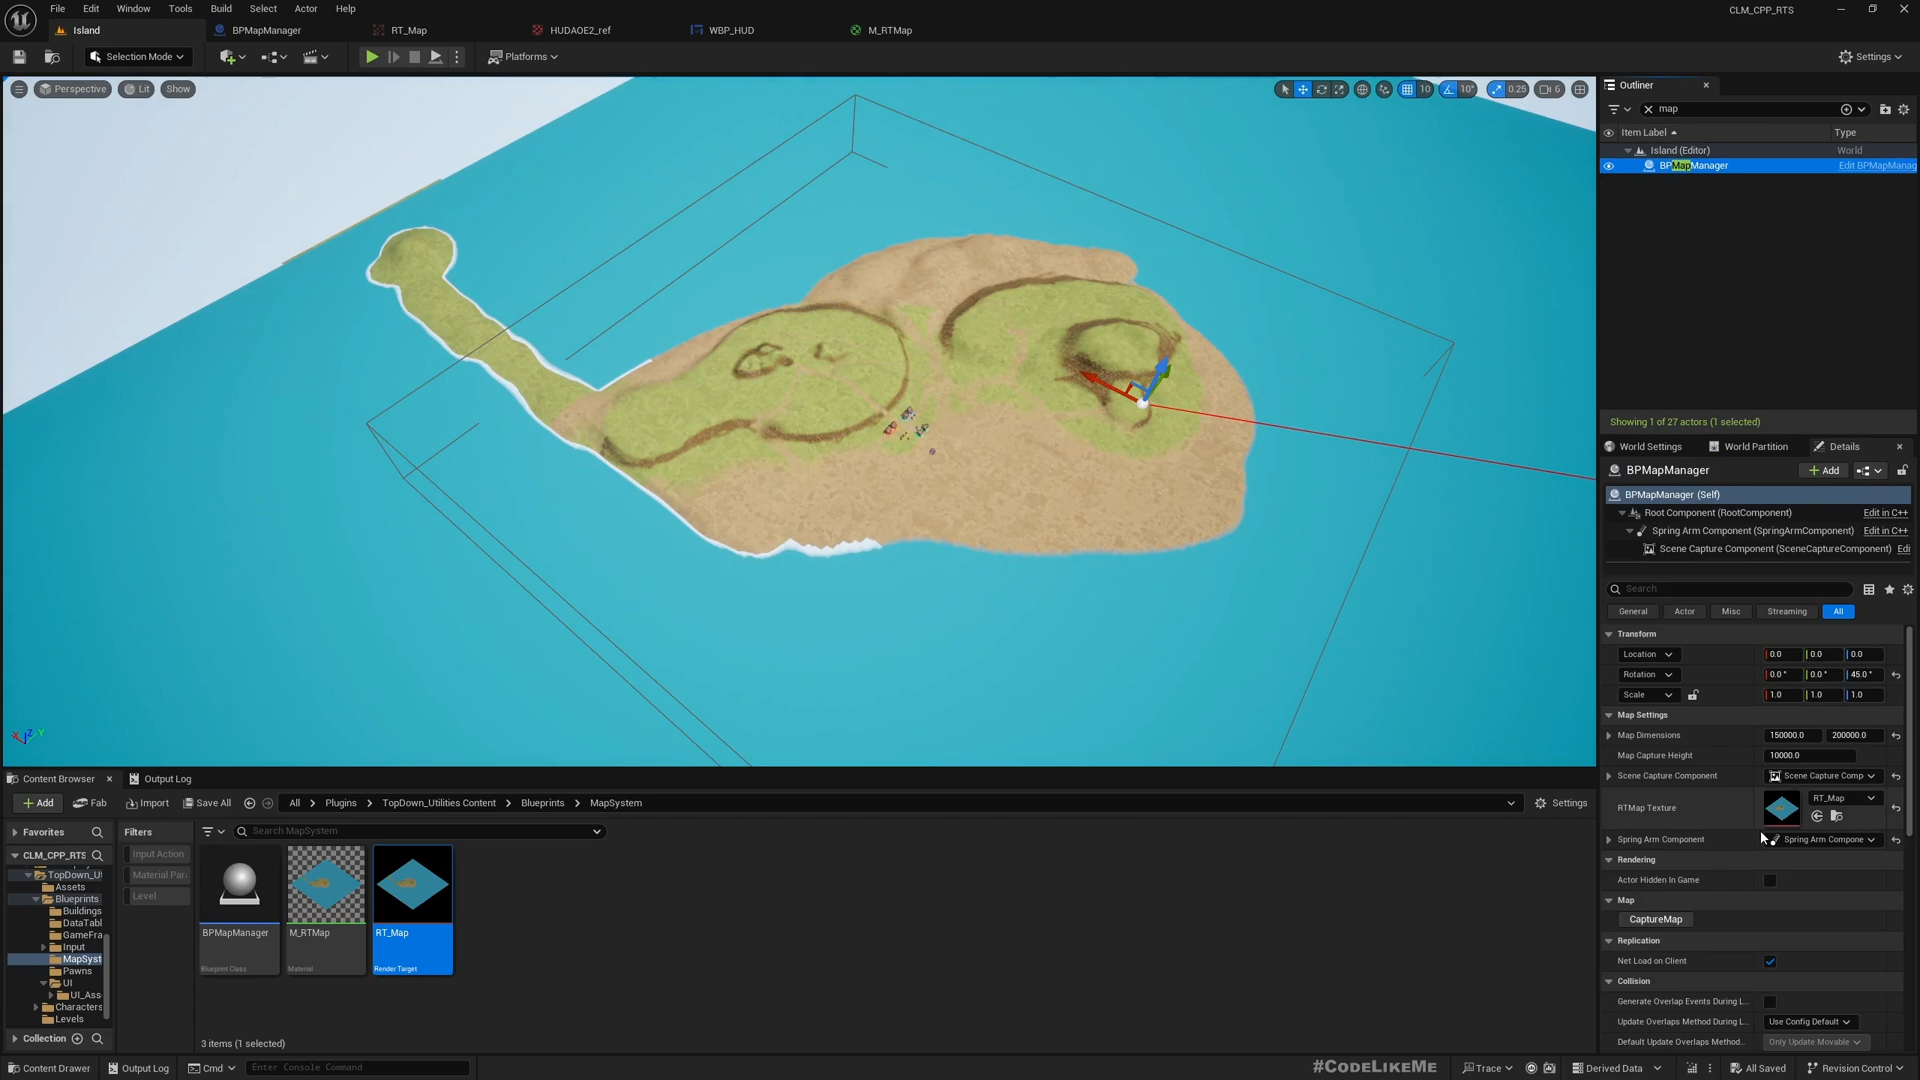 File Edit Window Tools Build Select Actor Help
CLM_CPP_RTS
Island BPMapManager RT_Map HUDAOE2_ref WBP_HUD M_RTMap
Selection Mode Platforms Settings
Perspective Lit Show
10 10° 0.25 6
Outliner
map
Item Label Type
Island (Editor) World
BPMapManager Edit BPMapManag
Showing 1 of 27 actors (1 selected)
World Settings World Partition Details
BPMapManager Add
BPMapManager (Self)
Root Component (RootComponent) Edit in C++
Spring Arm Component (SpringArmComponent) Edit in C++
Scene Capture Component (SceneCaptureComponent) Edi
Search
General Actor Misc Streaming All
Transform
Location 0.0 0.0 0.0
Rotation 0.0 ° 0.0 ° 45.0 °
Scale 1.0 1.0 1.0
Map Settings
Map Dimensions 150000.0 200000.0
Map Capture Height 10000.0
Scene Capture Component Scene Capture Comp
RTMap Texture RT_Map
Spring Arm Component Spring Arm Compone
Rendering
Actor Hidden In Game
Map
CaptureMap
Replication
Net Load on Client
Collision
Generate Overlap Events During L...
Update Overlaps Method During L... Use Config Default
Default Update Overlaps Method... Only Update Movable
X Z Y
Content Browser Output Log
Add Fab Import Save All All Plugins TopDown_Utilities Content Blueprints MapSystem Settings
Favorites Filters Search MapSystem
CLM_CPP_RTS Input Action
TopDown_Ut Material Par
Assets
Blueprints Level
Buildings
DataTabl
GameFra
Input
MapSyst
Pawns
UI
UI_Ass
Characters
Levels
BPMapManager M_RTMap RT_Map
Blueprint Class Material Render Target
Collection 3 items (1 selected)
Content Drawer Output Log Cmd Enter Console Command #CODELIKEME Trace Derived Data All Saved Revision Control